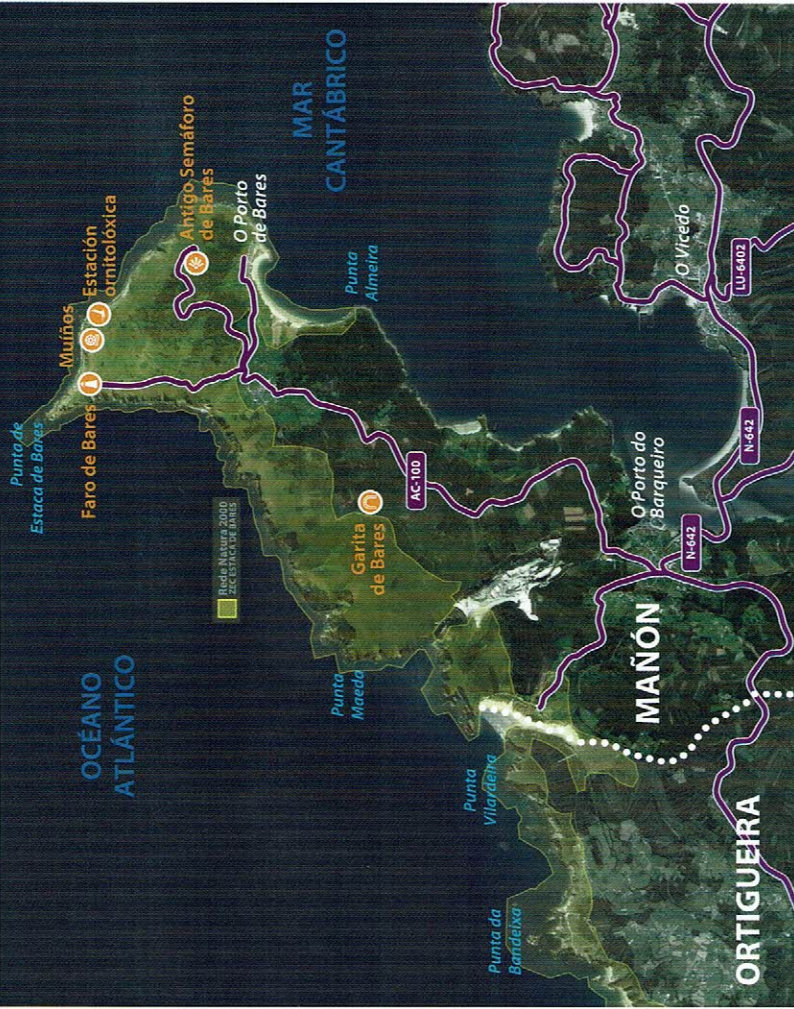 Punta de
Estaca de Bares
Faro de Bares
Muíños
Estación
ornitolóxica
Antigo Semáforo
de Bares
O Porto
de Bares
MAR
CANTÁBRICO
Punta
Almeira
OCÉANO
ATLÁNTICO
Rede Natura 2000
ZEC ESTACA DE BARES
Garita
de Bares
AC-100
Punta
Maeda
O Porto do
Barqueiro
N-642
N-642
O Vicedo
LU-6402
Punta
Vilardeira
MAÑÓN
Punta da
Bandeixa
ORTIGUEIRA